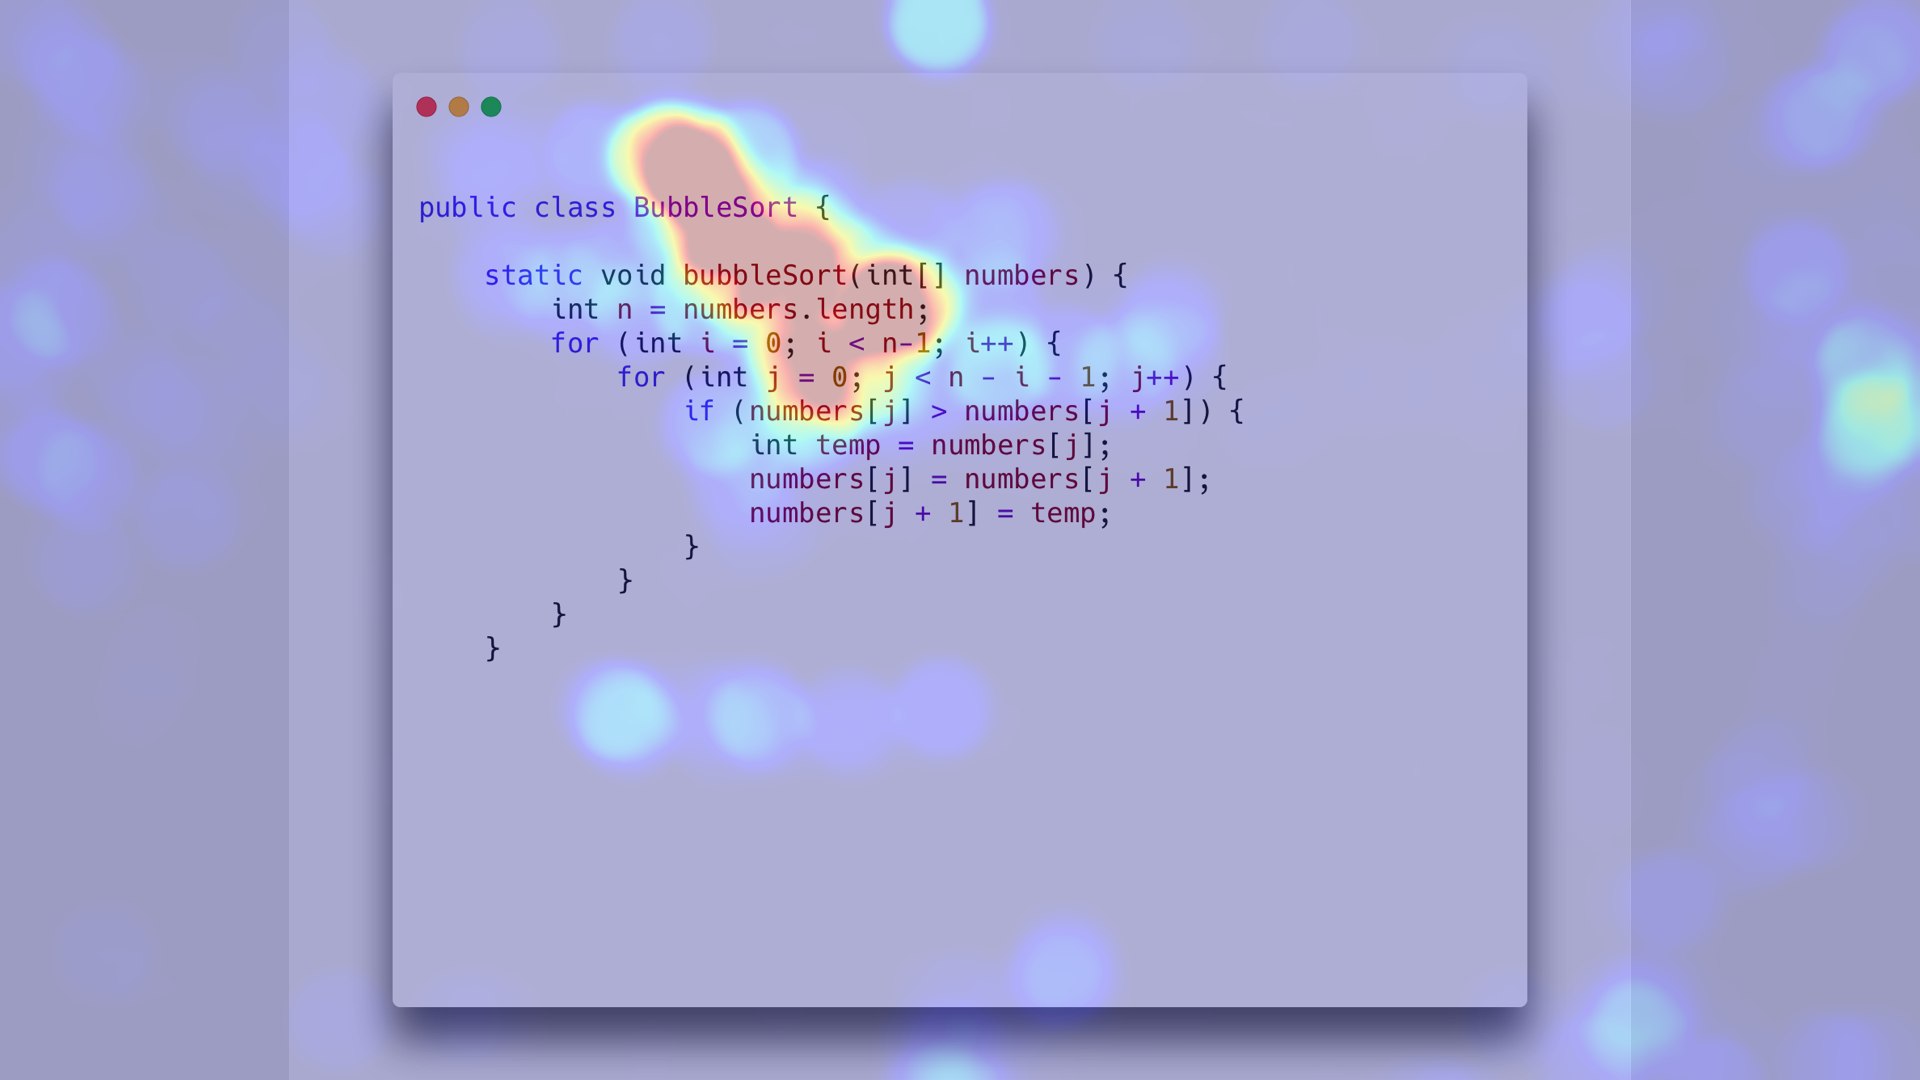 public class BubbleSort {
static void bubbleSort(int[] numbers) {
int n = numbers.length;
for (int i = 0; i < n-1; i++) {
for (int j = 0; j < n - i - 1; j++) {
if (numbers[j] > numbers[j + 1]) {
int temp = numbers[j];
numbers[j] = numbers[j + 1];
numbers[j + 1] = temp;
}
}
}
}